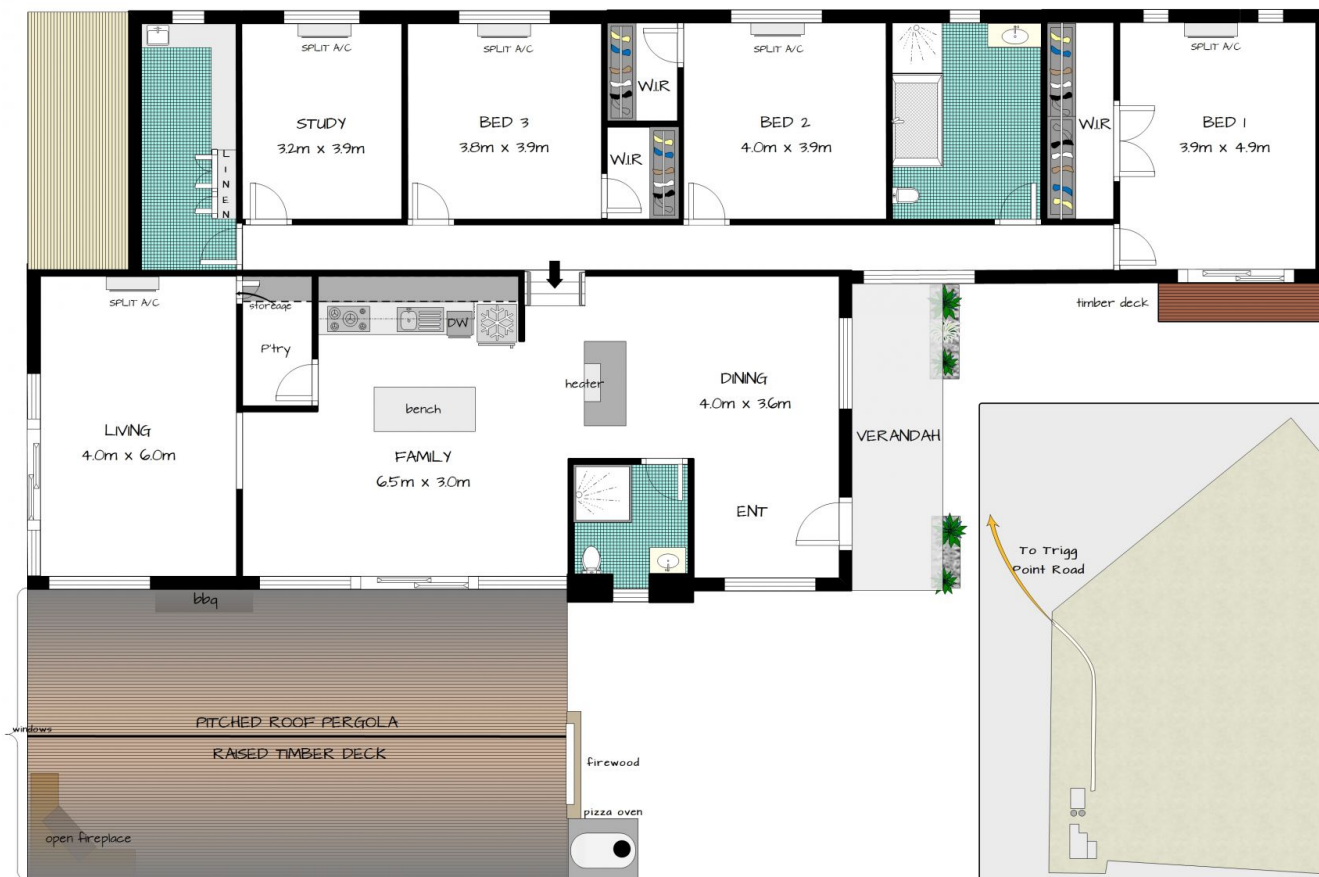 SPLIT A/C
SPLIT A/C
SPLIT A/C
SPLIT A/C
STUDY
3.2m x 3.9m
BED 3
3.8m x 3.9m
W.I.R
W.I.R
BED 2
4.0m x 3.9m
W.I.R
BED 1
3.9m x 4.9m
LINEN
SPLIT A/C
storeage
P'try
DW
timber deck
heater
DINING
4.0m x 3.6m
bench
LIVING
4.0m x 6.0m
FAMILY
6.5m x 3.0m
VERANDAH
ENT
To Trigg
Point Road
bbq
windows
PITCHED ROOF PERGOLA
RAISED TIMBER DECK
firewood
pizza oven
open fireplace